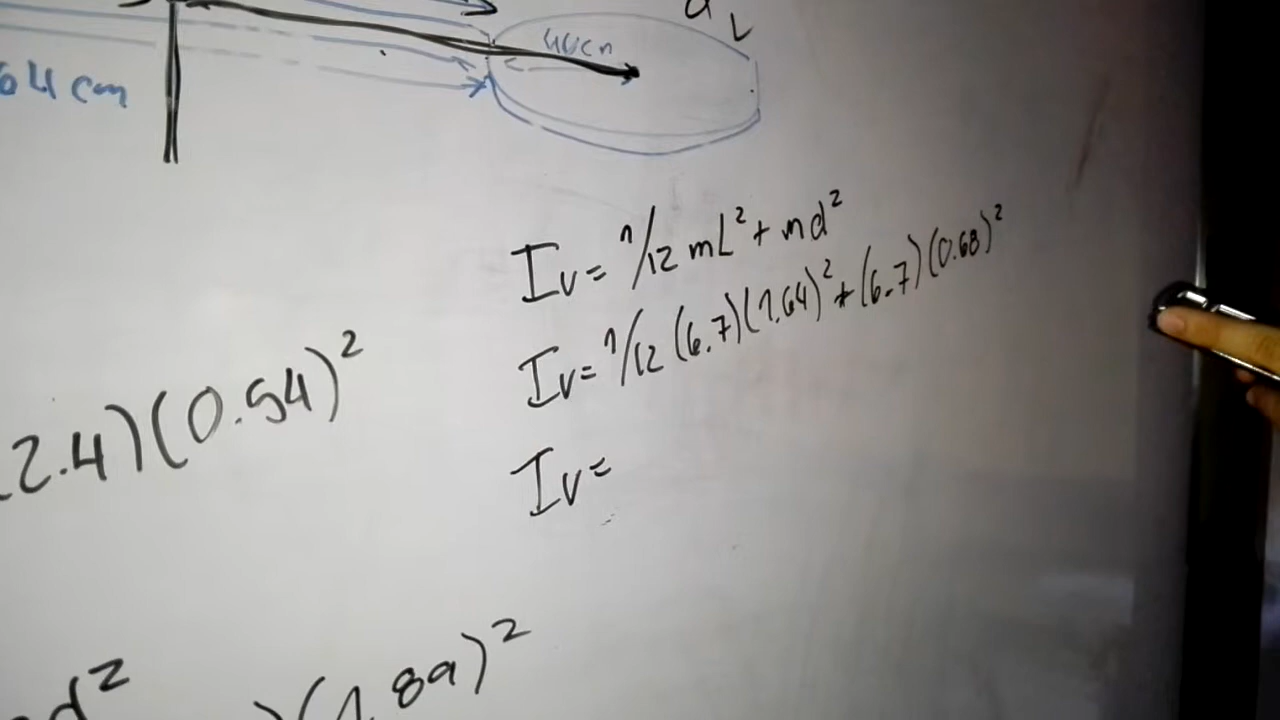 L
40cn
64 cm
Iv = 1/12 mL² + md²
Iv = 1/12 (6.7)(1.64)² + (6.7)(0.68)²
2.4)(0.54)²
Iv =
d²
)(1.89)²